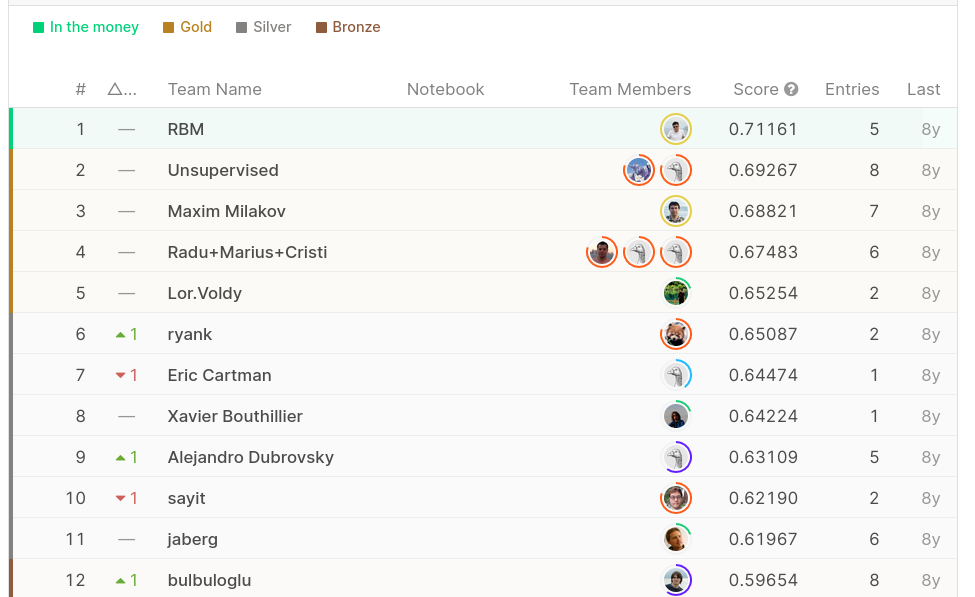 In the money Gold Silver Bronze
# △... Team Name Notebook Team Members Score ? Entries Last
1 — RBM 0.71161 5 8y
2 — Unsupervised 0.69267 8 8y
3 — Maxim Milakov 0.68821 7 8y
4 — Radu+Marius+Cristi 0.67483 6 8y
5 — Lor.Voldy 0.65254 2 8y
6 ▲1 ryank 0.65087 2 8y
7 ▼1 Eric Cartman 0.64474 1 8y
8 — Xavier Bouthillier 0.64224 1 8y
9 ▲1 Alejandro Dubrovsky 0.63109 5 8y
10 ▼1 sayit 0.62190 2 8y
11 — jaberg 0.61967 6 8y
12 ▲1 bulbuloglu 0.59654 8 8y